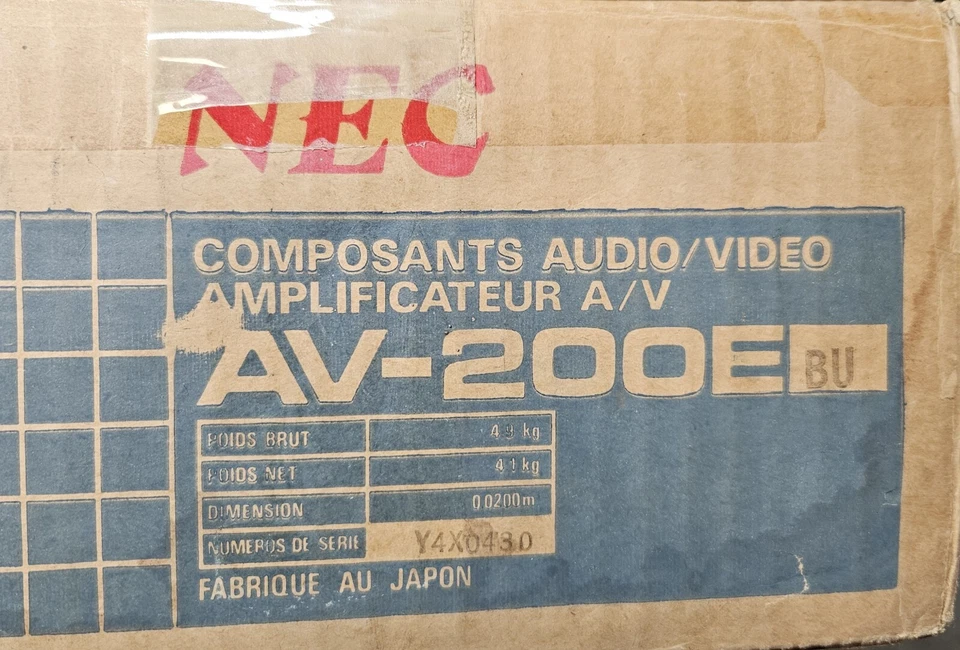 NEC
COMPOSANTS AUDIO/VIDEO
AMPLIFICATEUR A/V
AV-200E BU
POIDS BRUT 4.9 kg
POIDS NET 4.1 kg
DIMENSION 0.0200m
NUMEROS DE SERIE Y4X0430
FABRIQUE AU JAPON